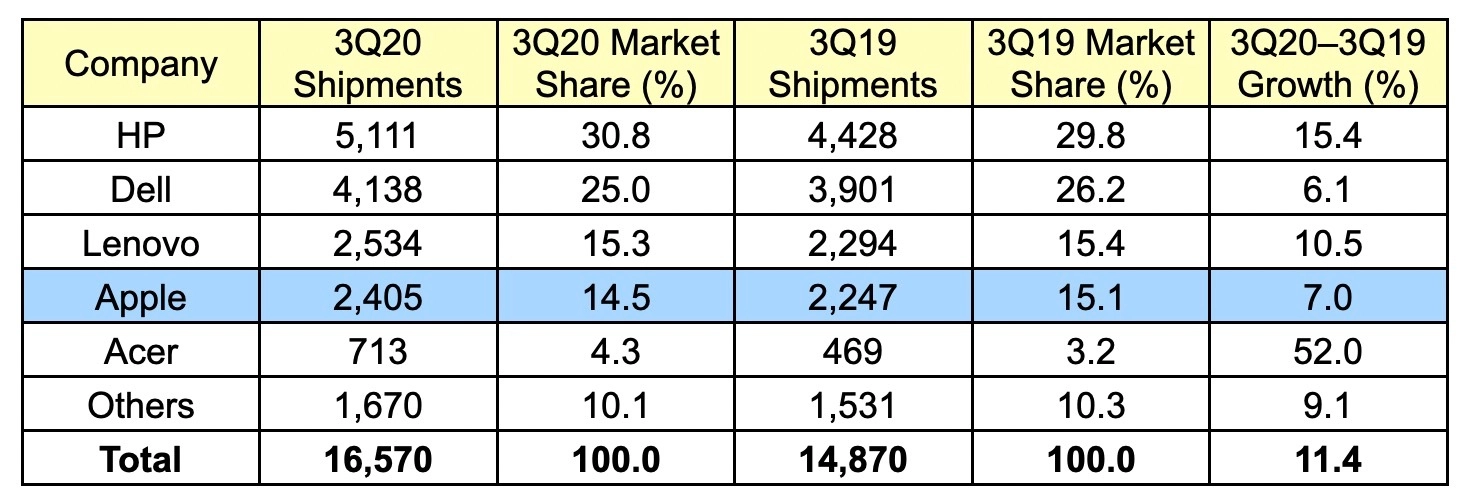 Company 3Q20 Shipments 3Q20 Market Share (%) 3Q19 Shipments 3Q19 Market Share (%) 3Q20–3Q19 Growth (%)
HP 5,111 30.8 4,428 29.8 15.4
Dell 4,138 25.0 3,901 26.2 6.1
Lenovo 2,534 15.3 2,294 15.4 10.5
Apple 2,405 14.5 2,247 15.1 7.0
Acer 713 4.3 469 3.2 52.0
Others 1,670 10.1 1,531 10.3 9.1
Total 16,570 100.0 14,870 100.0 11.4